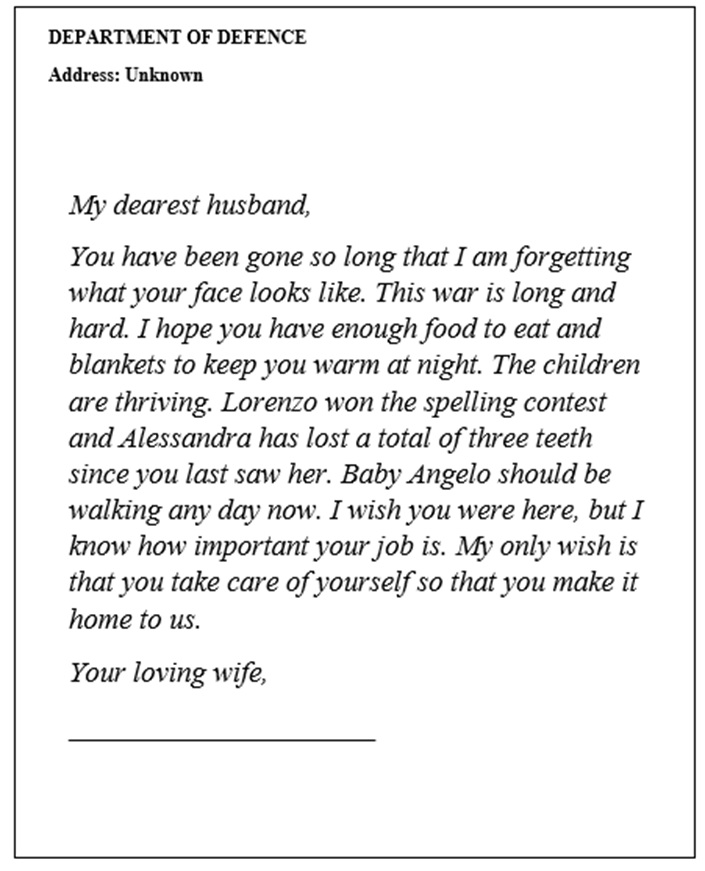 DEPARTMENT OF DEFENCE
Address: Unknown
My dearest husband,
You have been gone so long that I am forgetting
what your face looks like. This war is long and
hard. I hope you have enough food to eat and
blankets to keep you warm at night. The children
are thriving. Lorenzo won the spelling contest
and Alessandra has lost a total of three teeth
since you last saw her. Baby Angelo should be
walking any day now. I wish you were here, but I
know how important your job is. My only wish is
that you take care of yourself so that you make it
home to us.
Your loving wife,